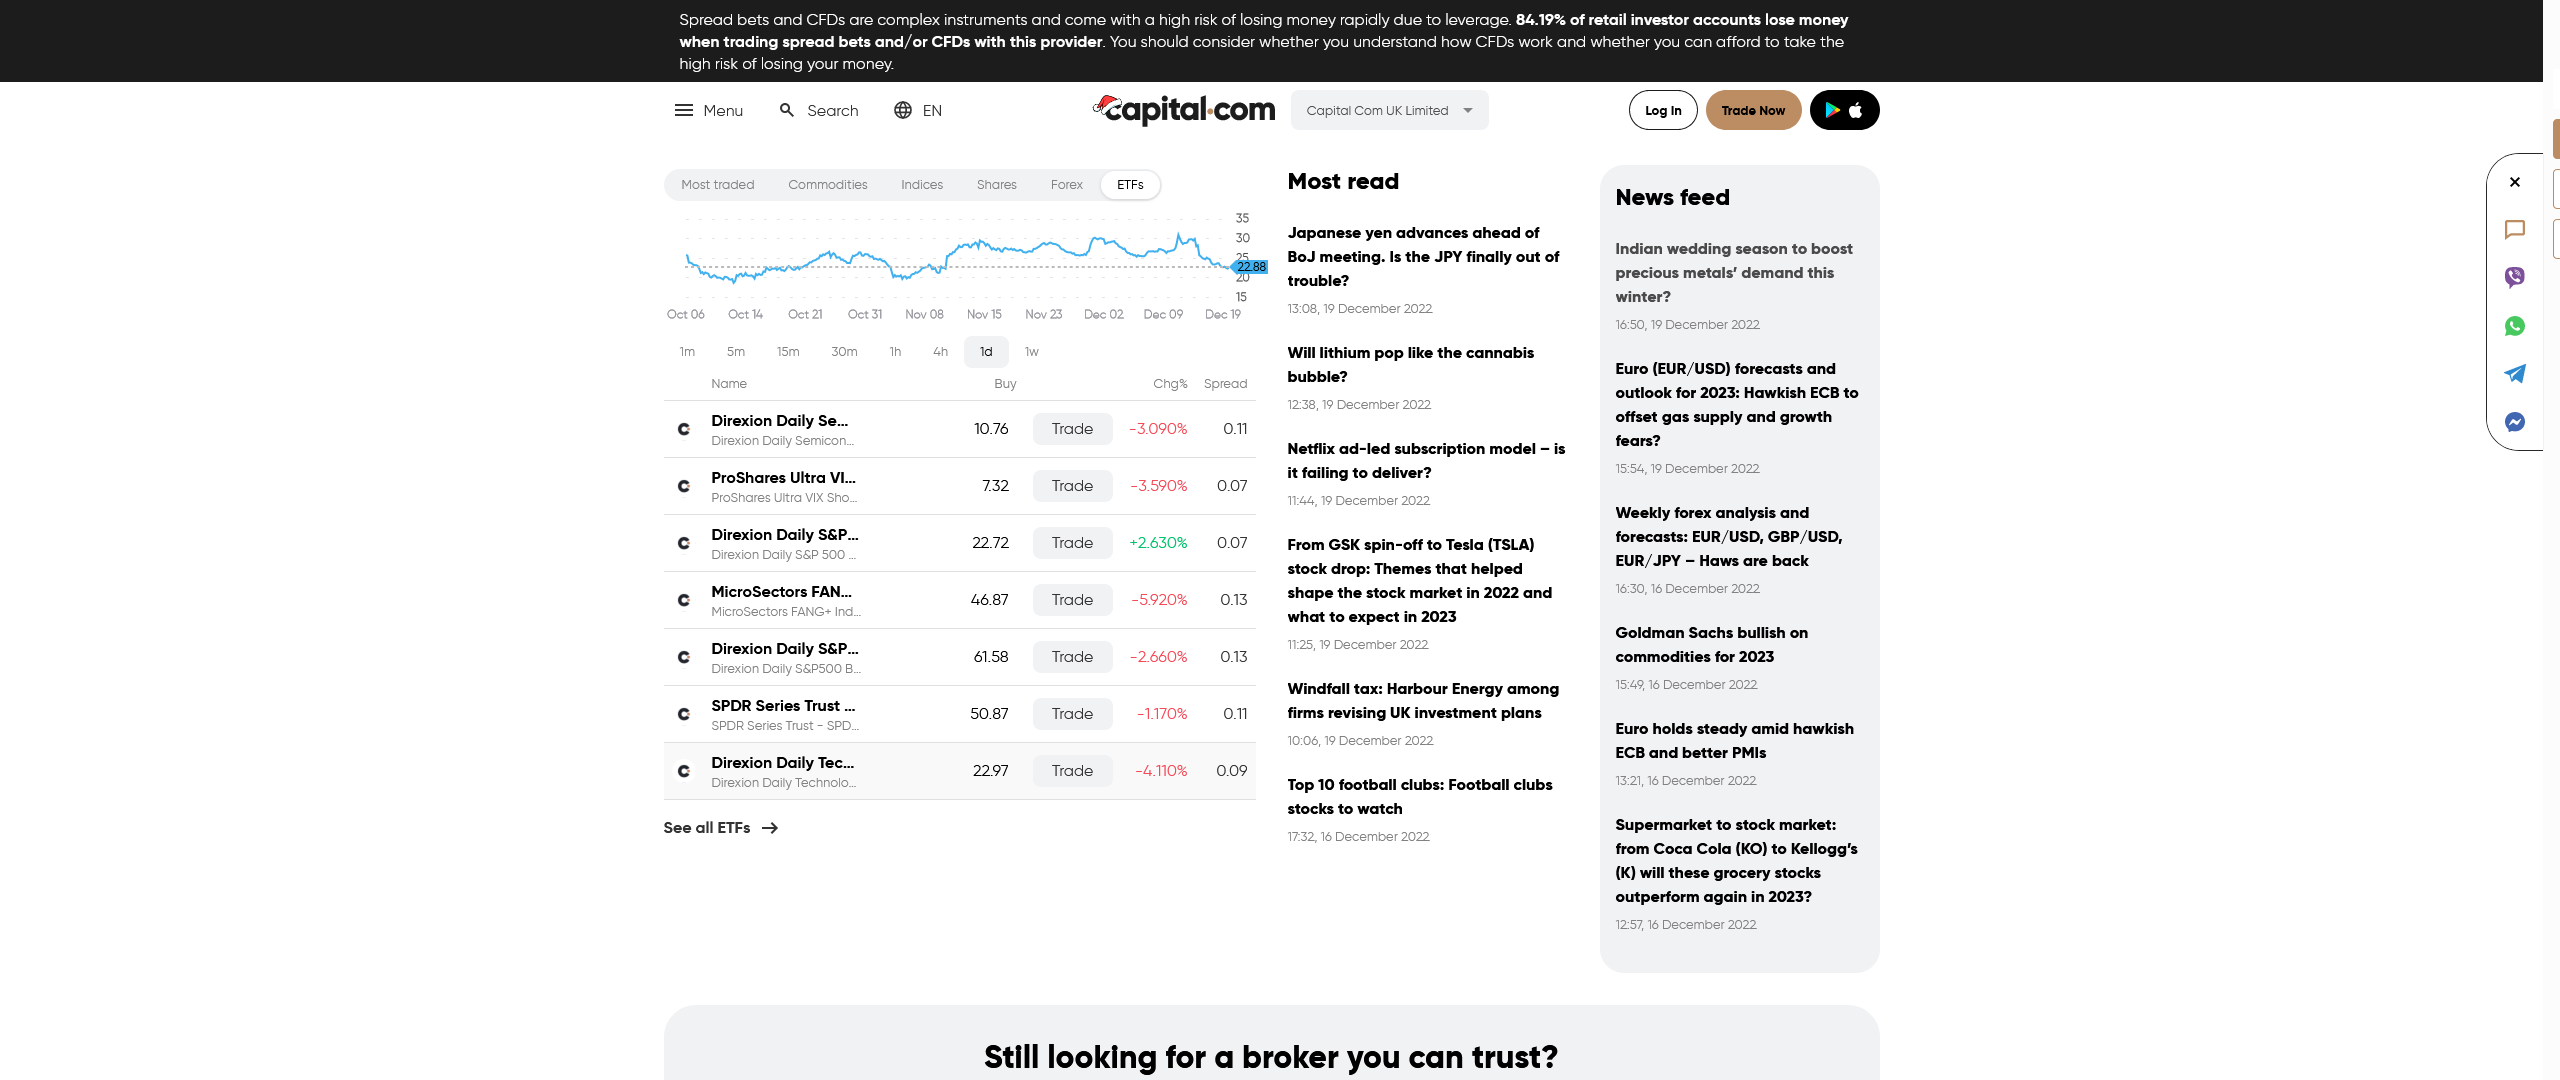 Spread bets and CFDs are complex instruments and come with a high risk of losing money rapidly due to leverage. 84.19% of retail investor accounts lose money
when trading spread bets and/or CFDs with this provider. You should consider whether you understand how CFDs work and whether you can afford to take the
high risk of losing your money.
Menu
Search
EN
capital.com
Capital Com UK Limited
Log In
Trade Now
Most traded
Commodities
Indices
Shares
Forex
ETFs
35
30
25
22.88
20
15
Oct 06
Oct 14
Oct 21
Oct 31
Nov 08
Nov 15
Nov 23
Dec 02
Dec 09
Dec 19
1m
5m
15m
30m
1h
4h
1d
1w
Name
Buy
Chg%
Spread
Direxion Daily Se...
Direxion Daily Semicon...
10.76
Trade
-3.090%
0.11
ProShares Ultra VI...
ProShares Ultra VIX Sho...
7.32
Trade
-3.590%
0.07
Direxion Daily S&P...
Direxion Daily S&P 500 ...
22.72
Trade
+2.630%
0.07
MicroSectors FAN...
MicroSectors FANG+ Ind...
46.87
Trade
-5.920%
0.13
Direxion Daily S&P...
Direxion Daily S&P500 B...
61.58
Trade
-2.660%
0.13
SPDR Series Trust ...
SPDR Series Trust - SPD...
50.87
Trade
-1.170%
0.11
Direxion Daily Tec...
Direxion Daily Technolo...
22.97
Trade
-4.110%
0.09
See all ETFs
Most read
Japanese yen advances ahead of
BoJ meeting. Is the JPY finally out of
trouble?
13:08, 19 December 2022
Will lithium pop like the cannabis
bubble?
12:38, 19 December 2022
Netflix ad-led subscription model – is
it failing to deliver?
11:44, 19 December 2022
From GSK spin-off to Tesla (TSLA)
stock drop: Themes that helped
shape the stock market in 2022 and
what to expect in 2023
11:25, 19 December 2022
Windfall tax: Harbour Energy among
firms revising UK investment plans
10:06, 19 December 2022
Top 10 football clubs: Football clubs
stocks to watch
17:32, 16 December 2022
News feed
Indian wedding season to boost
precious metals’ demand this
winter?
16:50, 19 December 2022
Euro (EUR/USD) forecasts and
outlook for 2023: Hawkish ECB to
offset gas supply and growth
fears?
15:54, 19 December 2022
Weekly forex analysis and
forecasts: EUR/USD, GBP/USD,
EUR/JPY – Haws are back
16:30, 16 December 2022
Goldman Sachs bullish on
commodities for 2023
15:49, 16 December 2022
Euro holds steady amid hawkish
ECB and better PMIs
13:21, 16 December 2022
Supermarket to stock market:
from Coca Cola (KO) to Kellogg’s
(K) will these grocery stocks
outperform again in 2023?
12:57, 16 December 2022
Still looking for a broker you can trust?